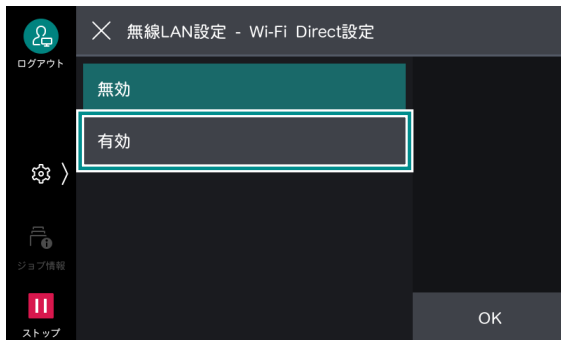 無線LAN設定 - Wi-Fi Direct設定
ログアウト
無効
有効
ジョブ情報
ストップ
OK